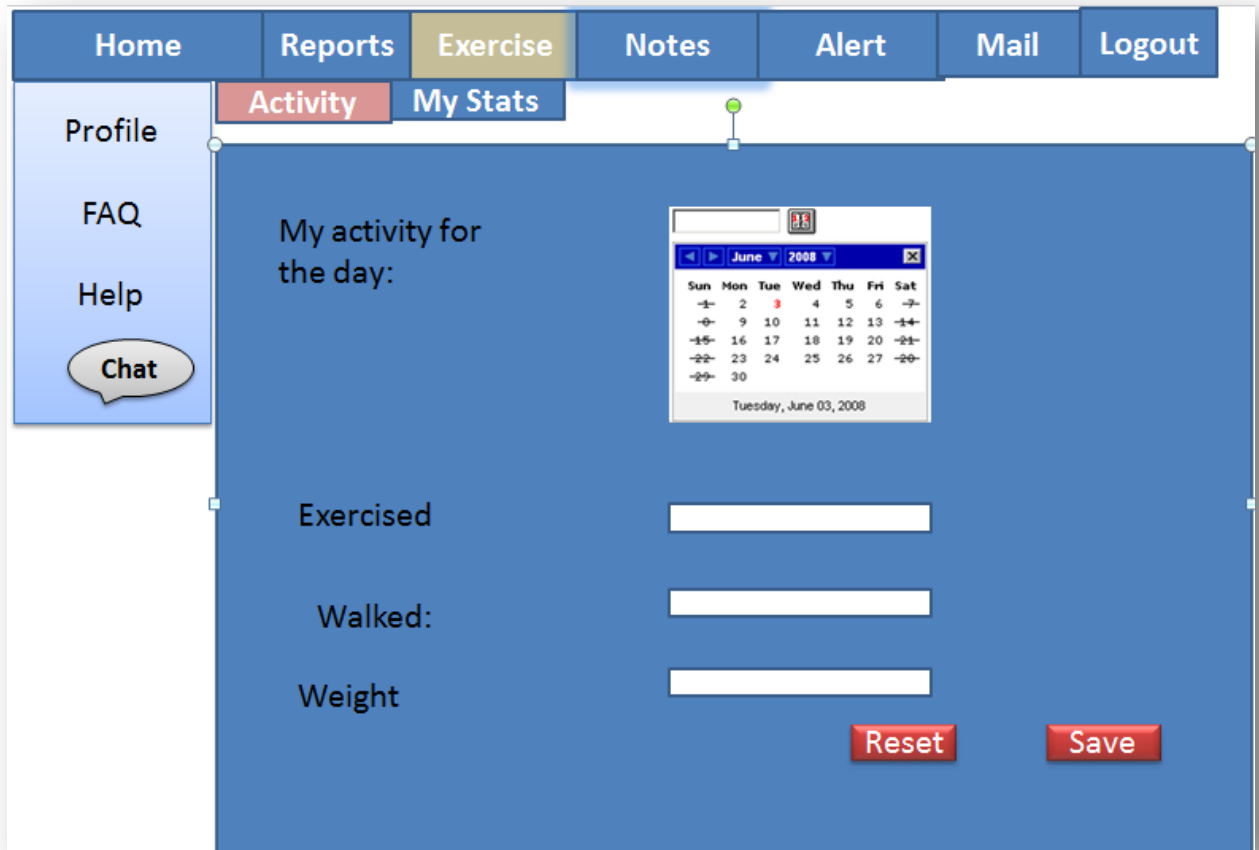 Home Reports Exercise Notes Alert Mail Logout
Activity My Stats
Profile
FAQ
Help
Chat
My activity for
the day:
June 2008
Sun Mon Tue Wed Thu Fri Sat
1 2 3 4 5 6 7
8 9 10 11 12 13 14
15 16 17 18 19 20 21
22 23 24 25 26 27 28
29 30
Tuesday, June 03, 2008
Exercised
Walked:
Weight
Reset Save